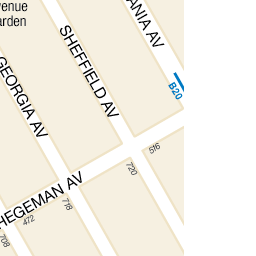 venue
arden
ANIA AV
SHEFFIELD AV
GEORGIA AV
B20
HEGEMAN AV
516
720
718
472
708